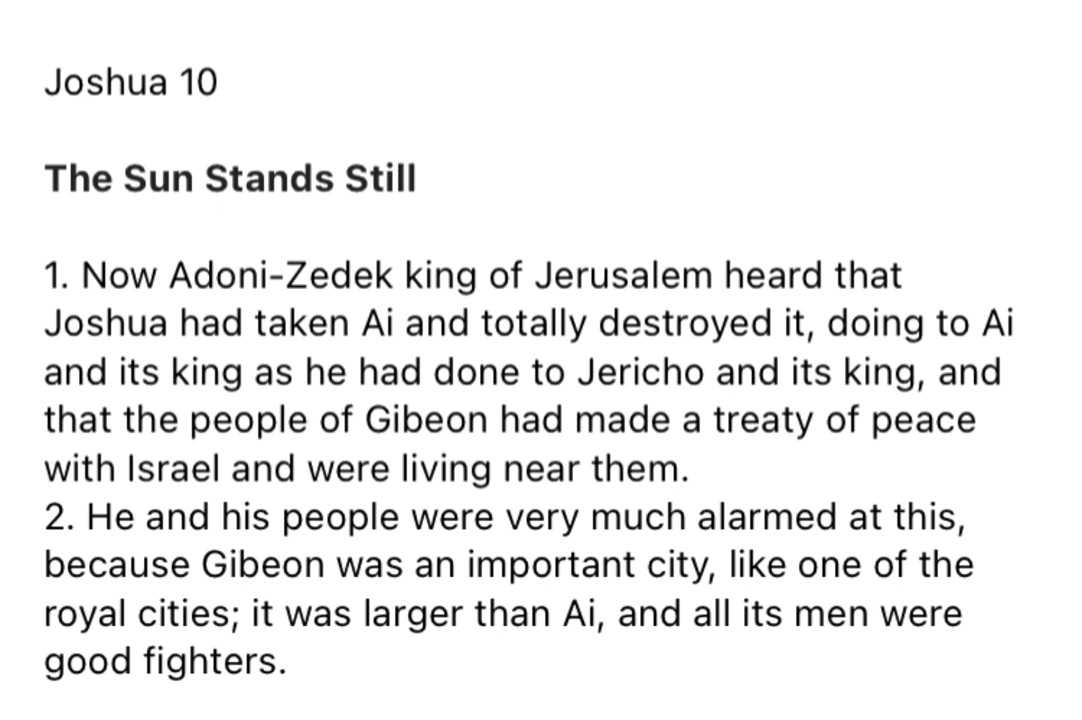 Joshua 10
The Sun Stands Still
1. Now Adoni-Zedek king of Jerusalem heard that
Joshua had taken Ai and totally destroyed it, doing to Ai
and its king as he had done to Jericho and its king, and
that the people of Gibeon had made a treaty of peace
with Israel and were living near them.
2. He and his people were very much alarmed at this,
because Gibeon was an important city, like one of the
royal cities; it was larger than Ai, and all its men were
good fighters.